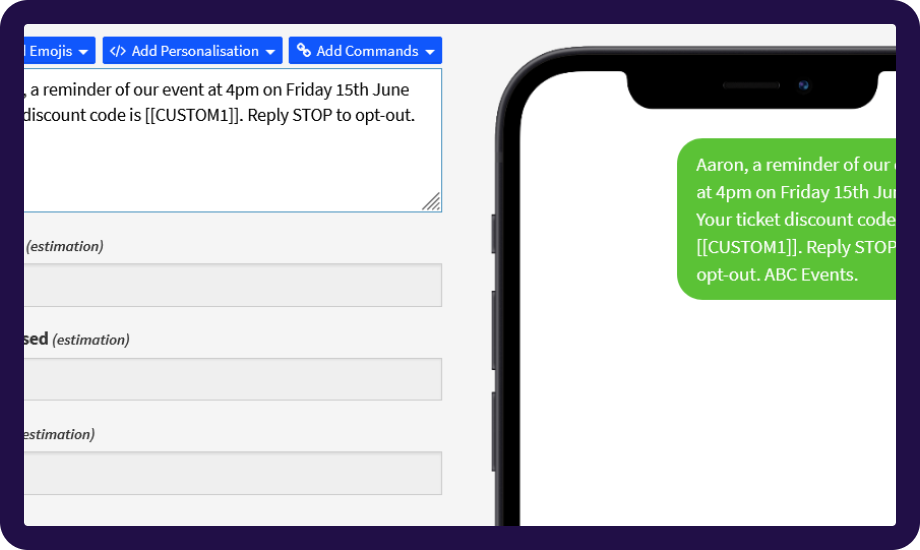 Emojis
Add Personalisation
Add Commands
, a reminder of our event at 4pm on Friday 15th June
discount code is [[CUSTOM1]]. Reply STOP to opt-out.
(estimation)
sed (estimation)
estimation)
Aaron, a reminder of our
at 4pm on Friday 15th Ju
Your ticket discount code
[[CUSTOM1]]. Reply STOP
opt-out. ABC Events.